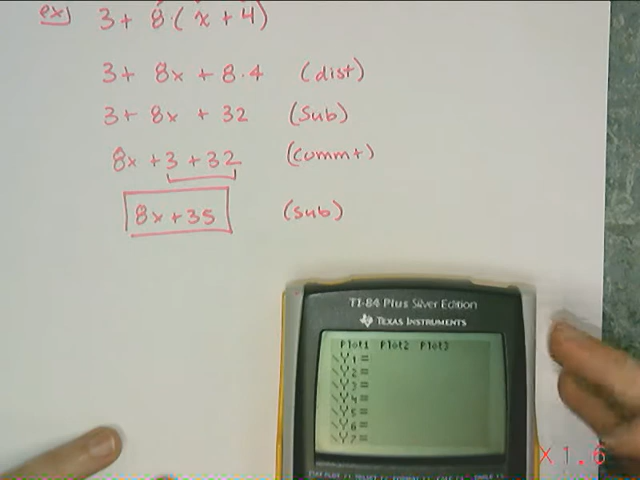 ex) 3 + 8·(x + 4)
3 + 8x + 8·4 (dist)
3 + 8x + 32 (Sub)
8x + 3 + 32 (commt)
8x + 35 (sub)
TI-84 Plus Silver Edition
TEXAS INSTRUMENTS
Plot1 Plot2 Plot3
\Y1=
\Y2=
\Y3=
\Y4=
\Y5=
\Y6=
\Y7=
×1.6